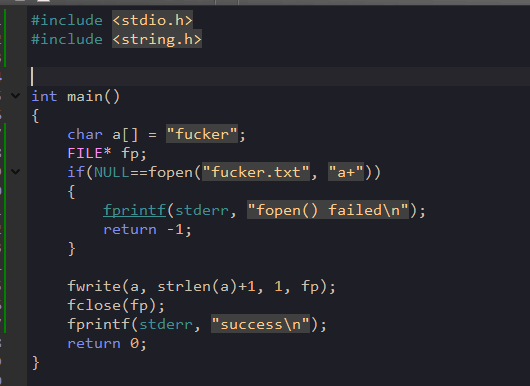 #include <stdio.h>
#include <string.h>
int main()
{
char a[] = "fucker";
FILE* fp;
if(NULL==fopen("fucker.txt", "a+"))
{
fprintf(stderr, "fopen() failed\n");
return -1;
}
fwrite(a, strlen(a)+1, 1, fp);
fclose(fp);
fprintf(stderr, "success\n");
return 0;
}